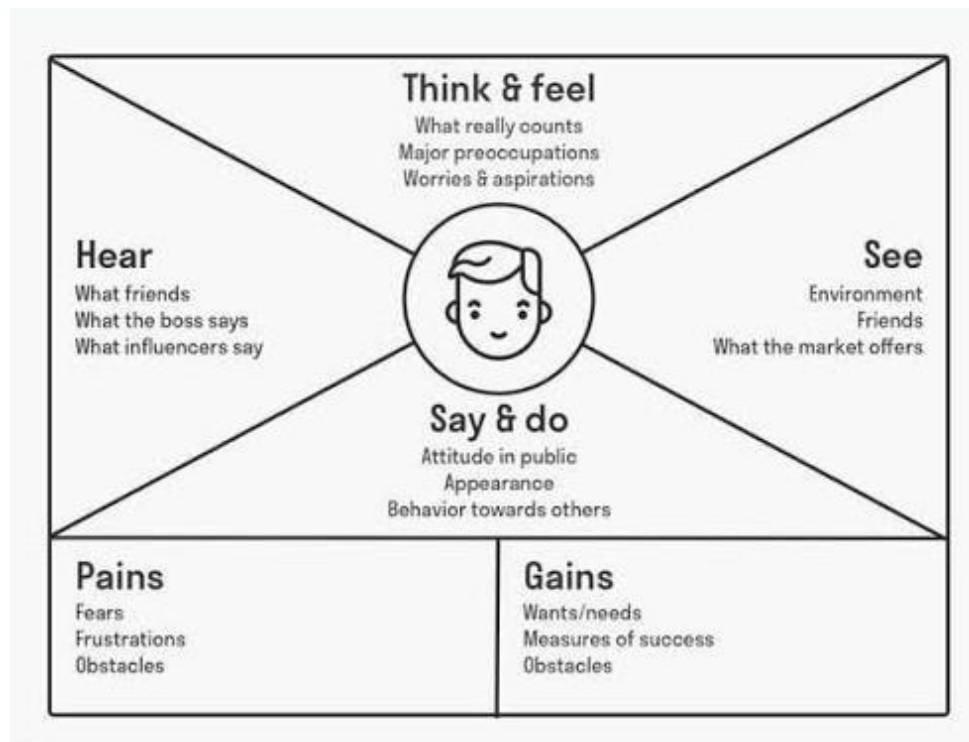 Think & feel
What really counts
Major preoccupations
Worries & aspirations
Hear
What friends
What the boss says
What influencers say
See
Environment
Friends
What the market offers
Say & do
Attitude in public
Appearance
Behavior towards others
Pains
Fears
Frustrations
Obstacles
Gains
Wants/needs
Measures of success
Obstacles